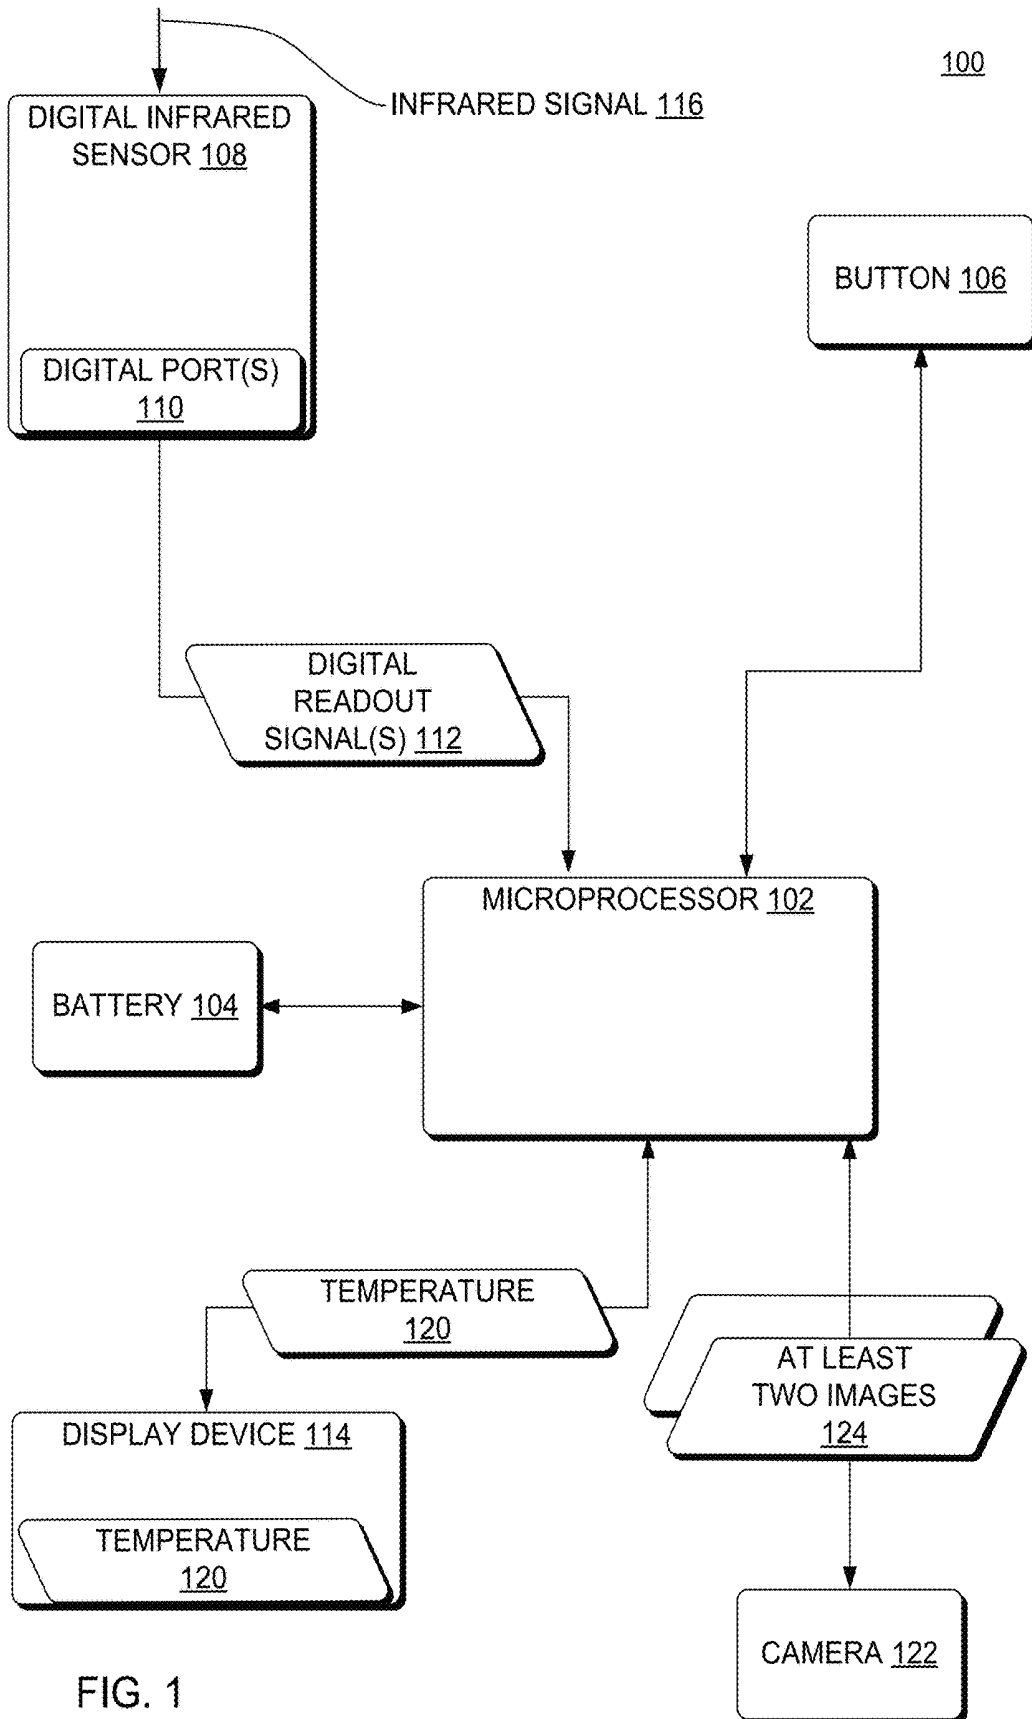 100
INFRARED SIGNAL 116
DIGITAL INFRARED
SENSOR 108
BUTTON 106
DIGITAL PORT(S)
110
DIGITAL
READOUT
SIGNAL(S) 112
MICROPROCESSOR 102
BATTERY 104
TEMPERATURE
120
AT LEAST
TWO IMAGES
124
DISPLAY DEVICE 114
TEMPERATURE
120
CAMERA 122
FIG. 1